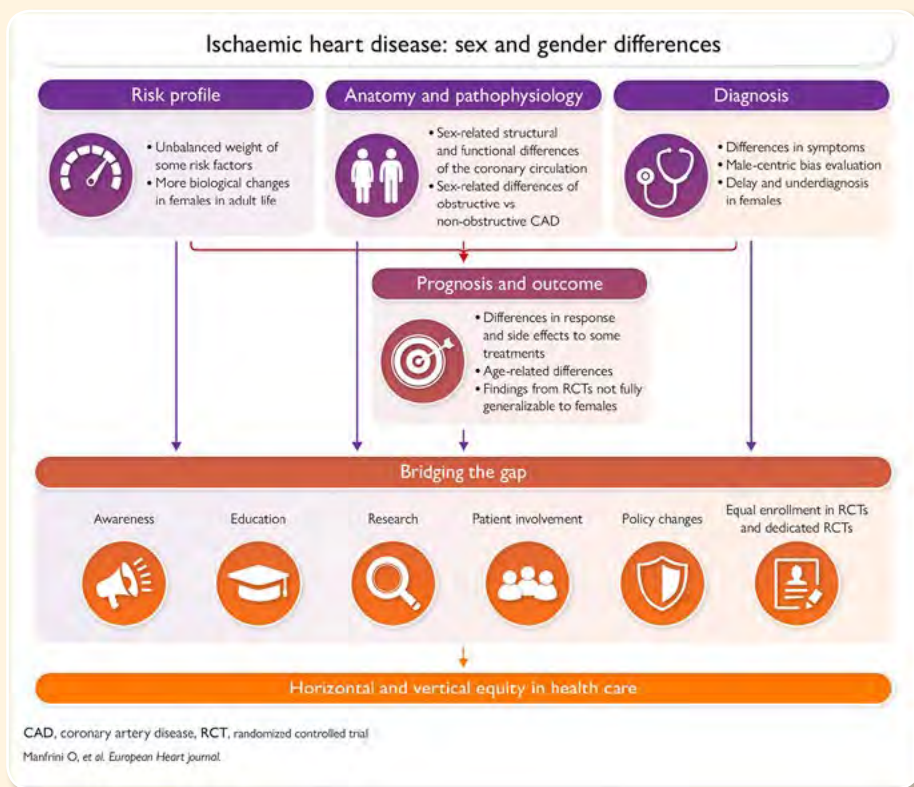 Ischaemic heart disease: sex and gender differences
Risk profile
• Unbalanced weight of
some risk factors
• More biological changes
in females in adult life
Anatomy and pathophysiology
• Sex-related structural
and functional differences
of the coronary circulation
• Sex-related differences of
obstructive vs
non-obstructive CAD
Diagnosis
• Differences in symptoms
• Male-centric bias evaluation
• Delay and underdiagnosis
in females
Prognosis and outcome
• Differences in response
and side effects to some
treatments
• Age-related differences
• Findings from RCTs not fully
generalizable to females
Bridging the gap
Awareness
Education
Research
Patient involvement
Policy changes
Equal enrollment in RCTs
and dedicated RCTs
Horizontal and vertical equity in health care
CAD, coronary artery disease, RCT, randomized controlled trial
Manfrini O, et al. European Heart journal.